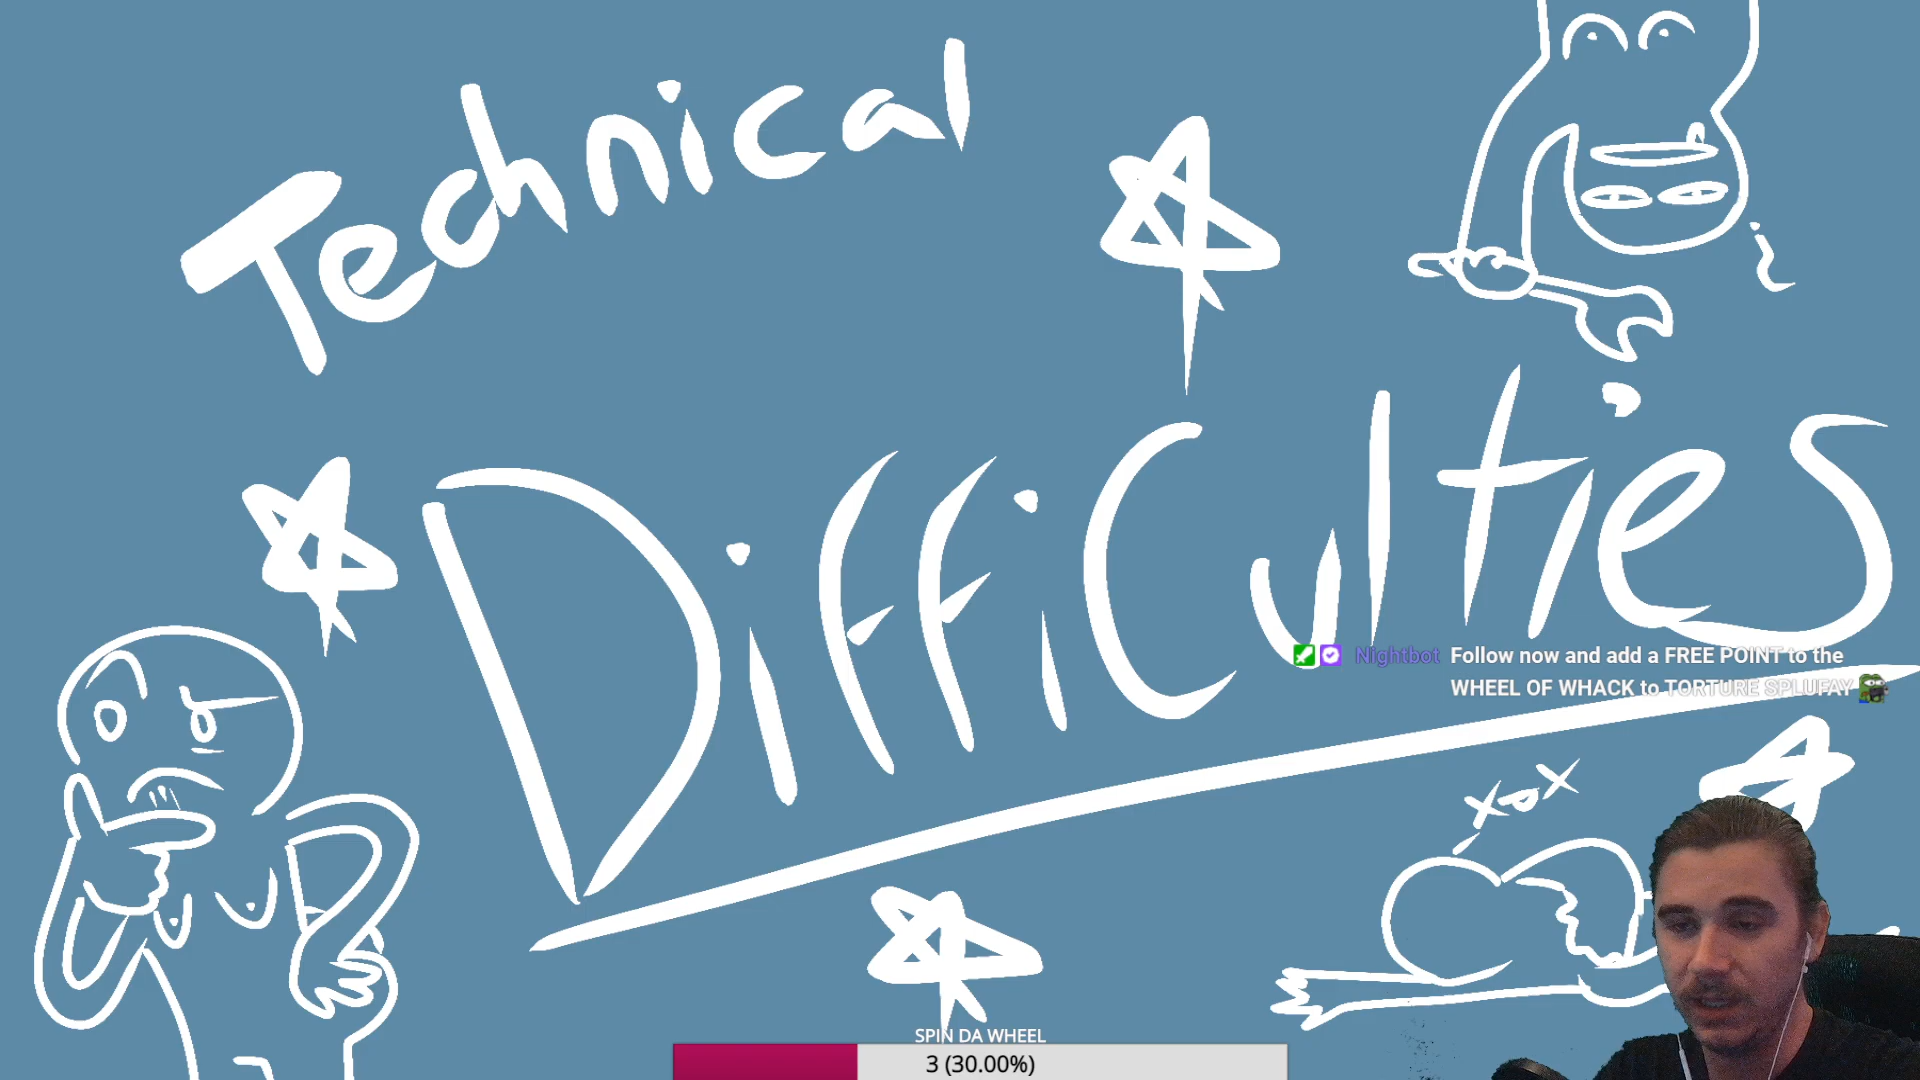 Technical
DiffiCulties
Nightbot Follow now and add a FREE POINT to the
WHEEL OF WHACK to TORTURE SPLUFAY
xox
SPIN DA WHEEL
3 (30.00%)